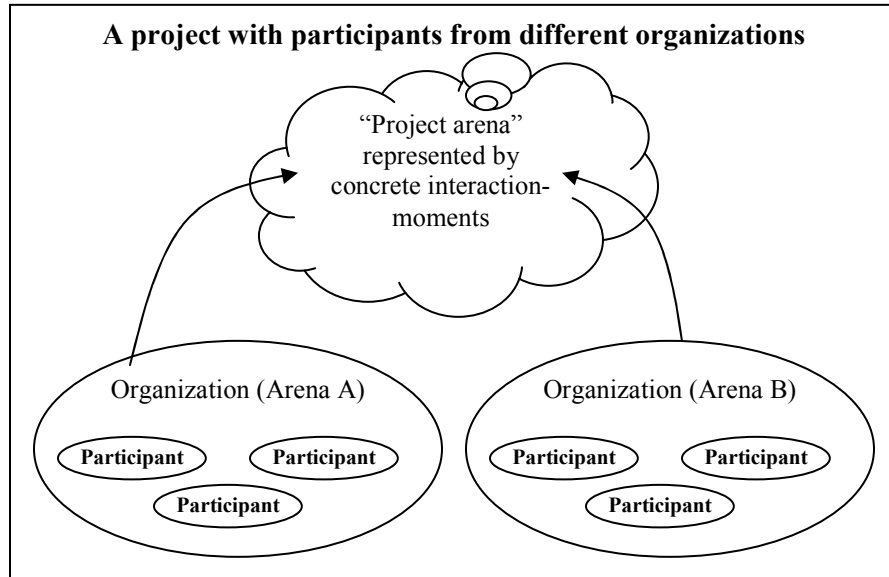 A project with participants from different organizations
“Project arena”
represented by
concrete interaction-
moments
Organization (Arena A)
Participant
Participant
Participant
Organization (Arena B)
Participant
Participant
Participant